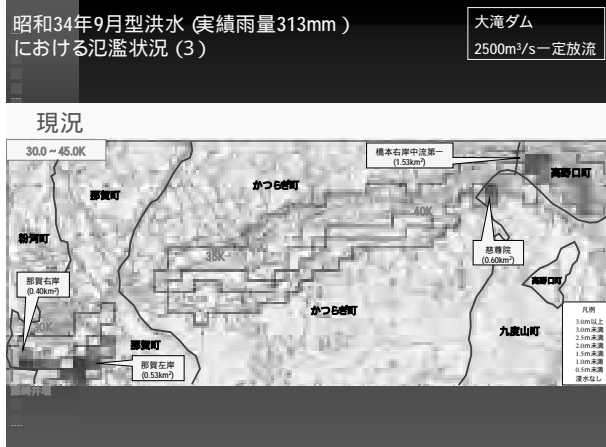 昭和34年9月型洪水(実績雨量313mm)
における氾濫状況(3)
大滝ダム
2500m³/s一定放流
現況
30.0～45.0K
橋本右岸中流第一
(1.53km²)
高野口町
那賀町
かつらぎ町
40K
粉河町
慈尊院
(0.60km²)
35K
高野口町
那賀右岸
(0.40km²)
かつらぎ町
30K
九度山町
那賀町
那賀左岸
(0.53km²)
凡例
3.0m以上
3.0m未満
2.5m未満
2.0m未満
1.5m未満
1.0m未満
0.5m未満
浸水なし